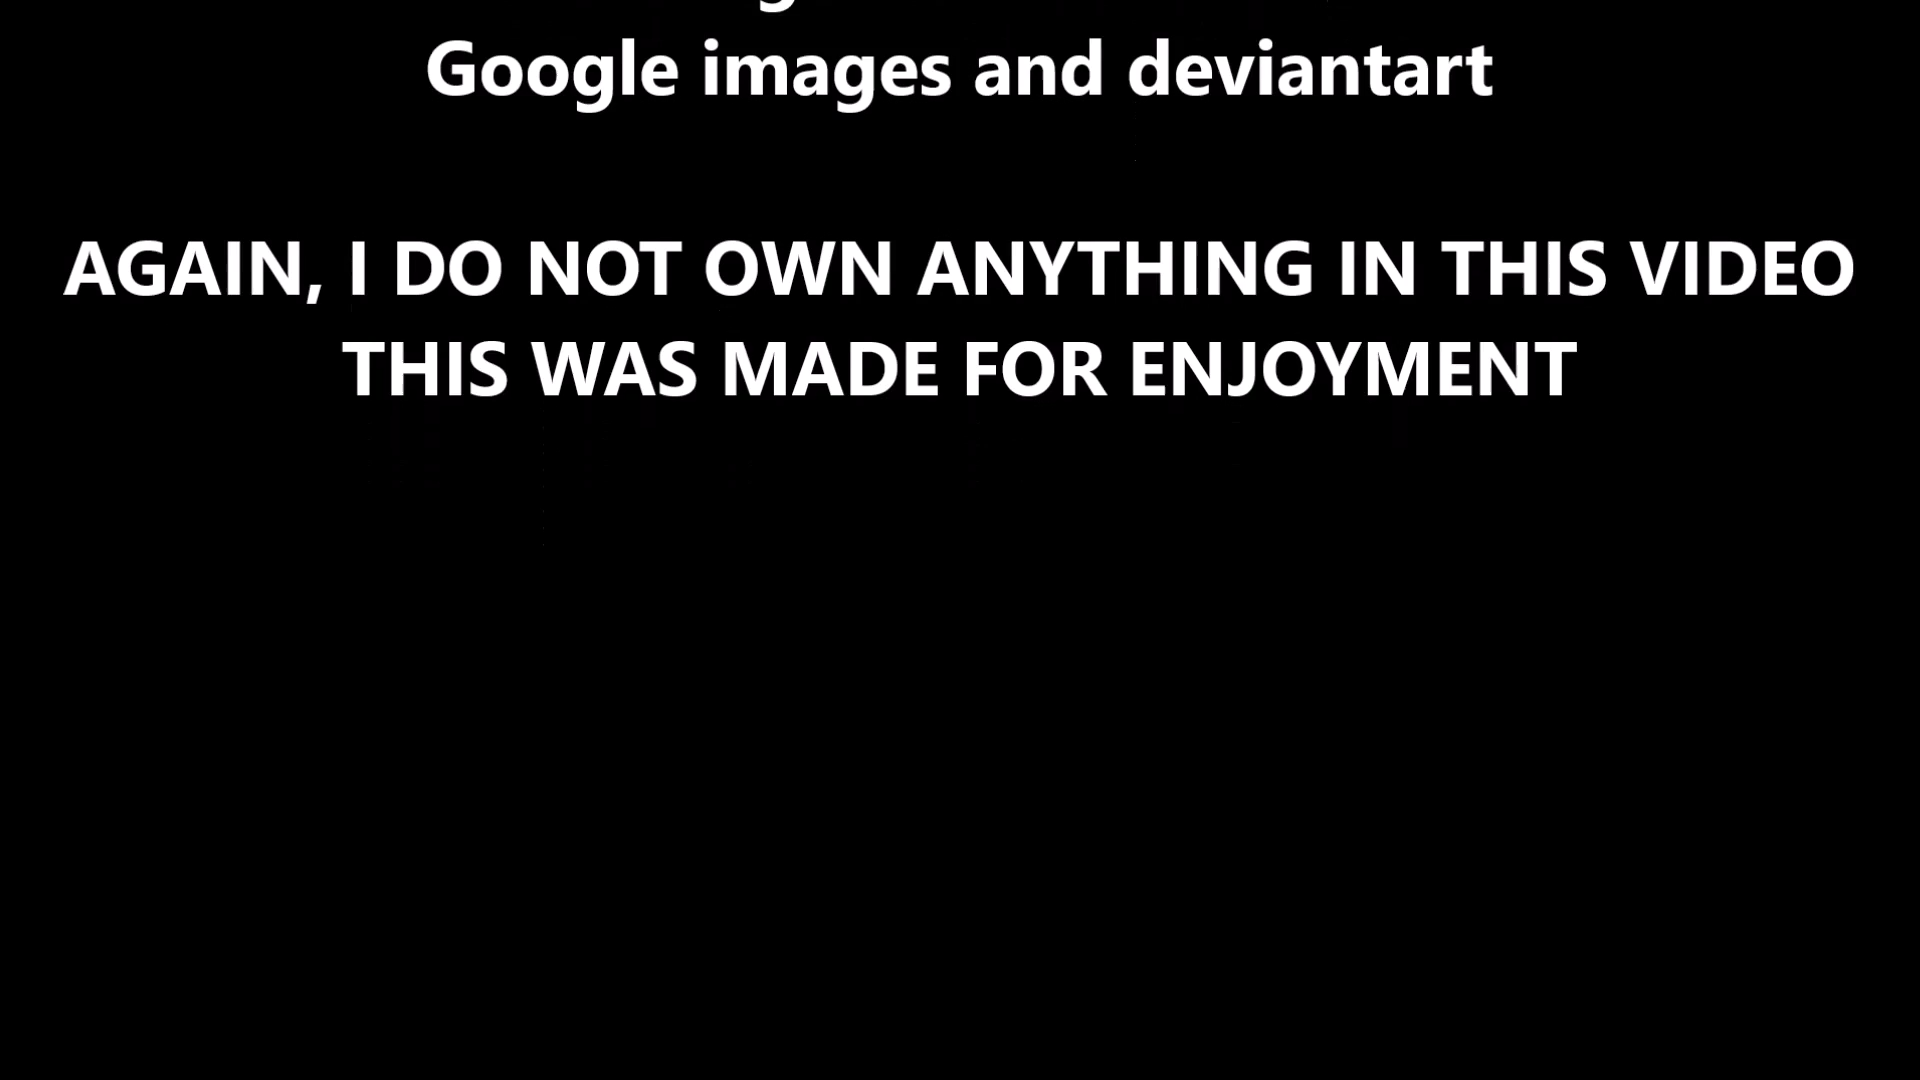 Google images and deviantart
AGAIN, I DO NOT OWN ANYTHING IN THIS VIDEO
THIS WAS MADE FOR ENJOYMENT